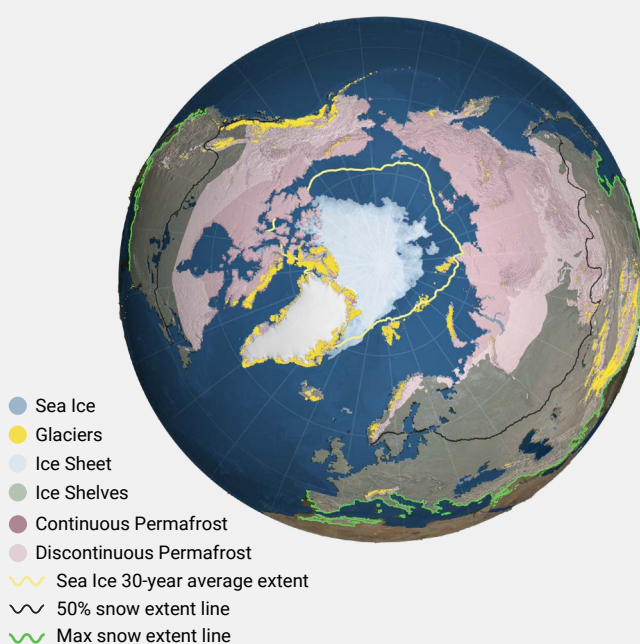 Sea Ice
Glaciers
Ice Sheet
Ice Shelves
Continuous Permafrost
Discontinuous Permafrost
Sea Ice 30-year average extent
50% snow extent line
Max snow extent line